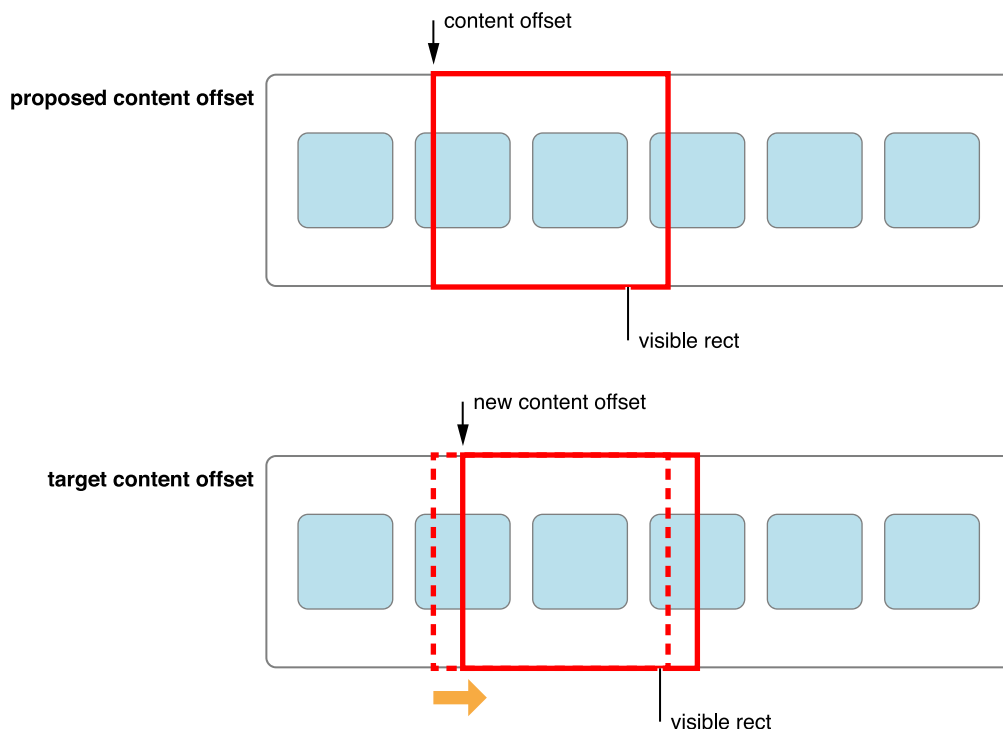 content offset
proposed content offset
visible rect
new content offset
target content offset
visible rect